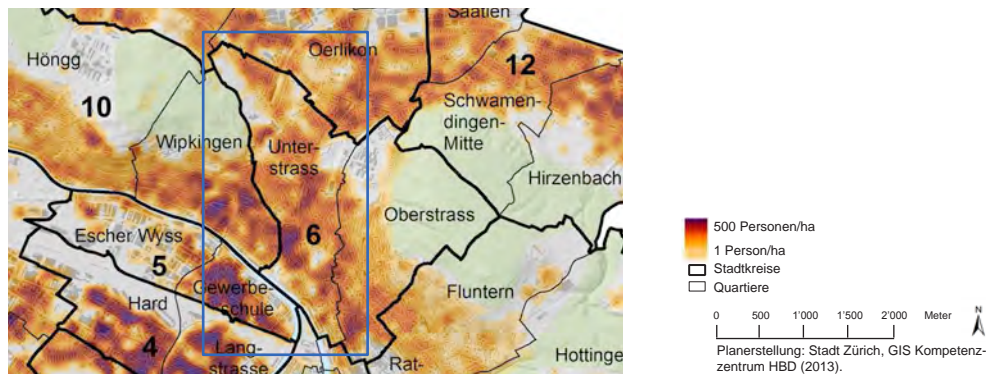 Saatlen
Oerlikon
Höngg
12
10
Schwamen-
dingen-
Mitte
Wipkingen
Unter-
strass
Hirzenbach
Oberstrass
6
Escher Wyss
5
Gewerbe-
schule
Fluntern
Hard
4
Lang-
strasse
Rat-
Hottinge
500 Personen/ha
1 Person/ha
Stadtkreise
Quartiere
0 500 1'000 1'500 2'000 Meter
N
Planerstellung: Stadt Zürich, GIS Kompetenz-
zentrum HBD (2013).